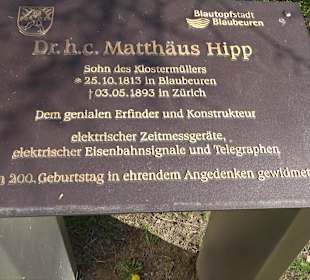 Blautopfstadt
Blaubeuren
Dr. h.c. Matthäus Hipp
Sohn des Klostermüllers
* 25.10.1813 in Blaubeuren
† 03.05.1893 in Zürich
Dem genialen Erfinder und Konstrukteur
elektrischer Zeitmessgeräte,
elektrischer Eisenbahnsignale und Telegraphen
200. Geburtstag in ehrendem Angedenken gewidmet